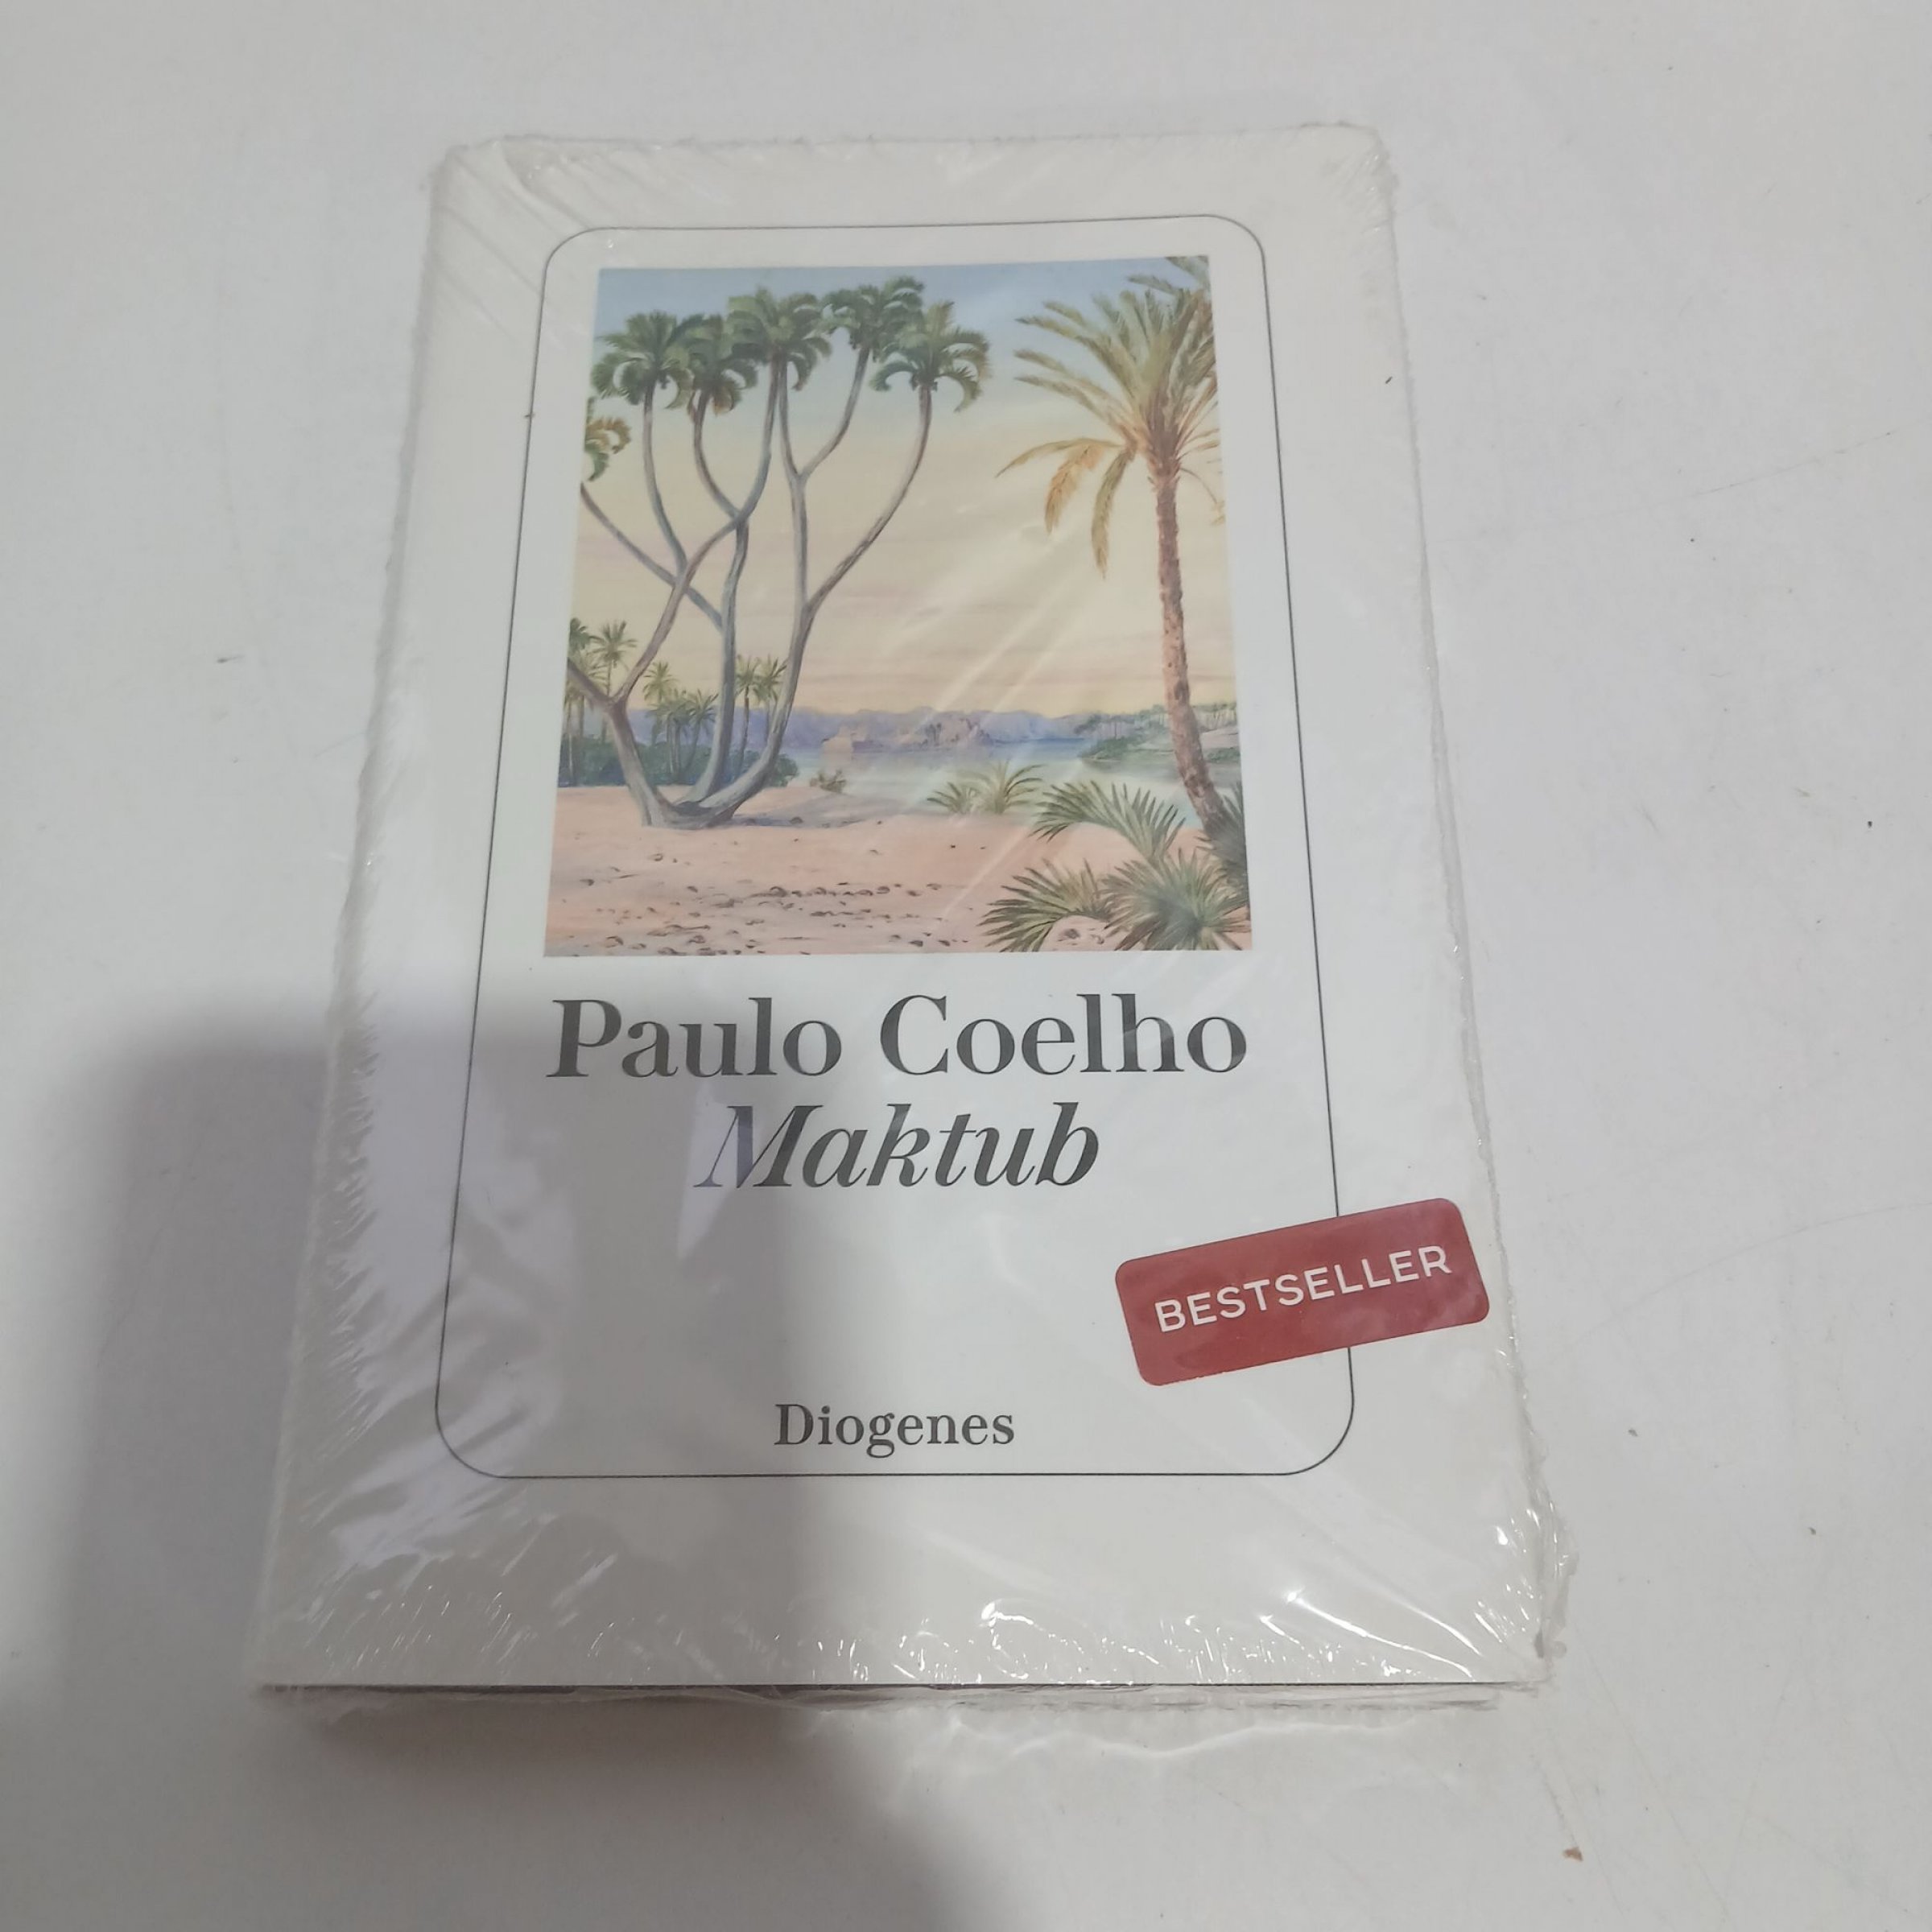 Paulo Coelho
Maktub
BESTSELLER
Diogenes